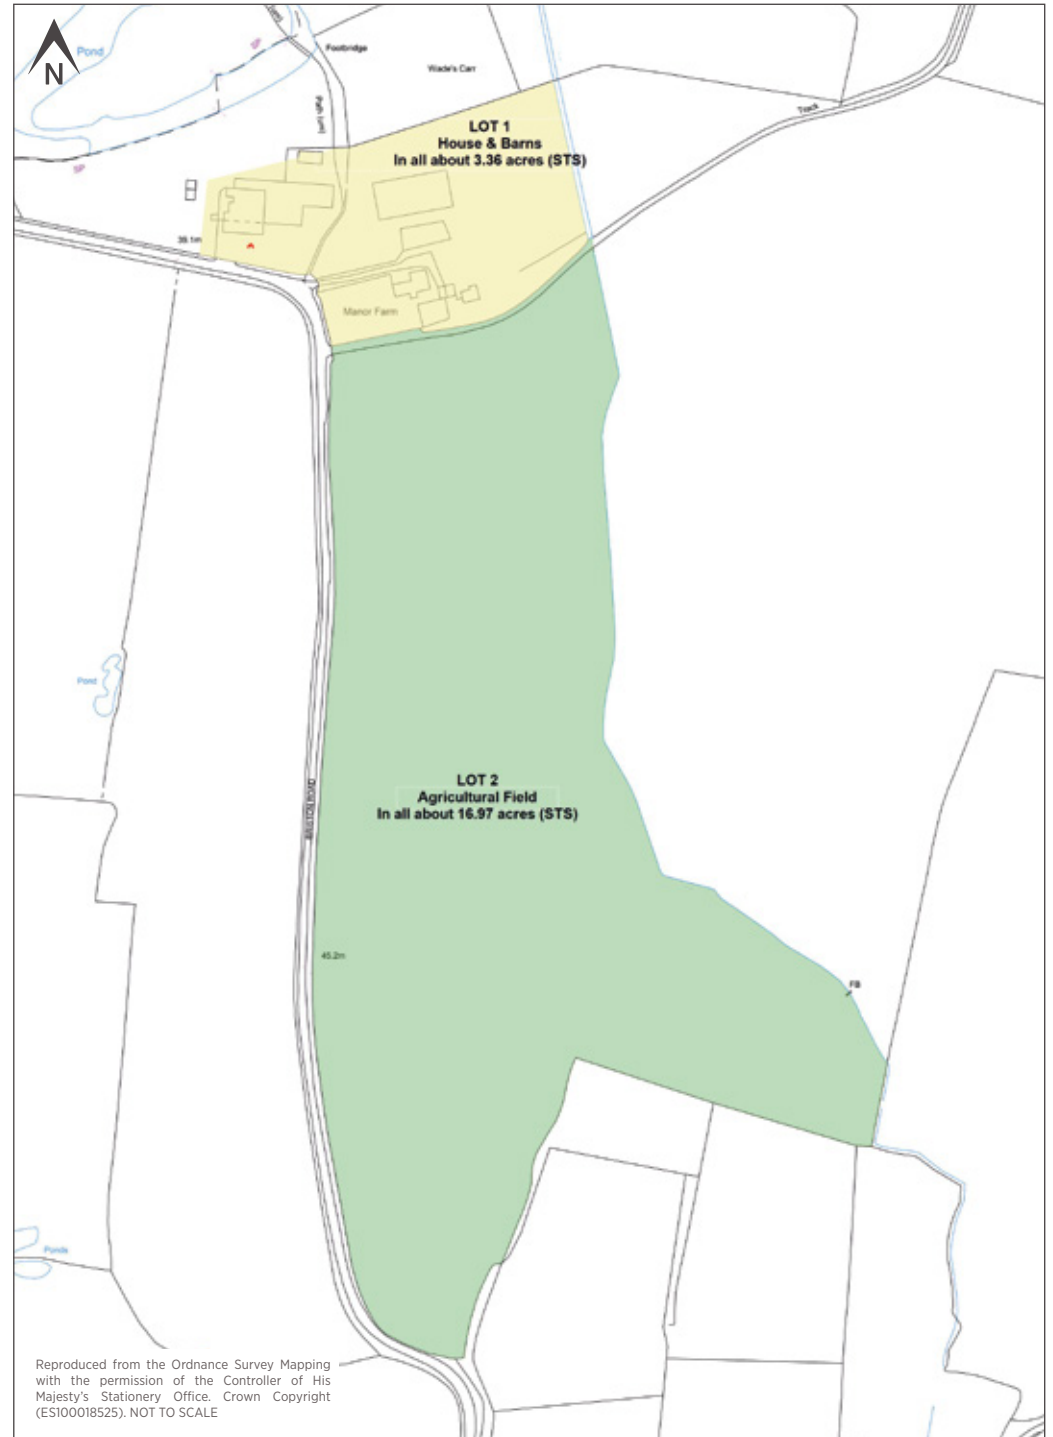 N
Pond
Footbridge
Wade's Carr
Path (um)
Track
LOT 1
House & Barns
In all about 3.36 acres (STS)
Manor Farm
Pond
LOT 2
Agricultural Field
In all about 16.97 acres (STS)
45.2m
FB
Ponds
Reproduced from the Ordnance Survey Mapping
with the permission of the Controller of His
Majesty's Stationery Office. Crown Copyright
(ES100018525). NOT TO SCALE